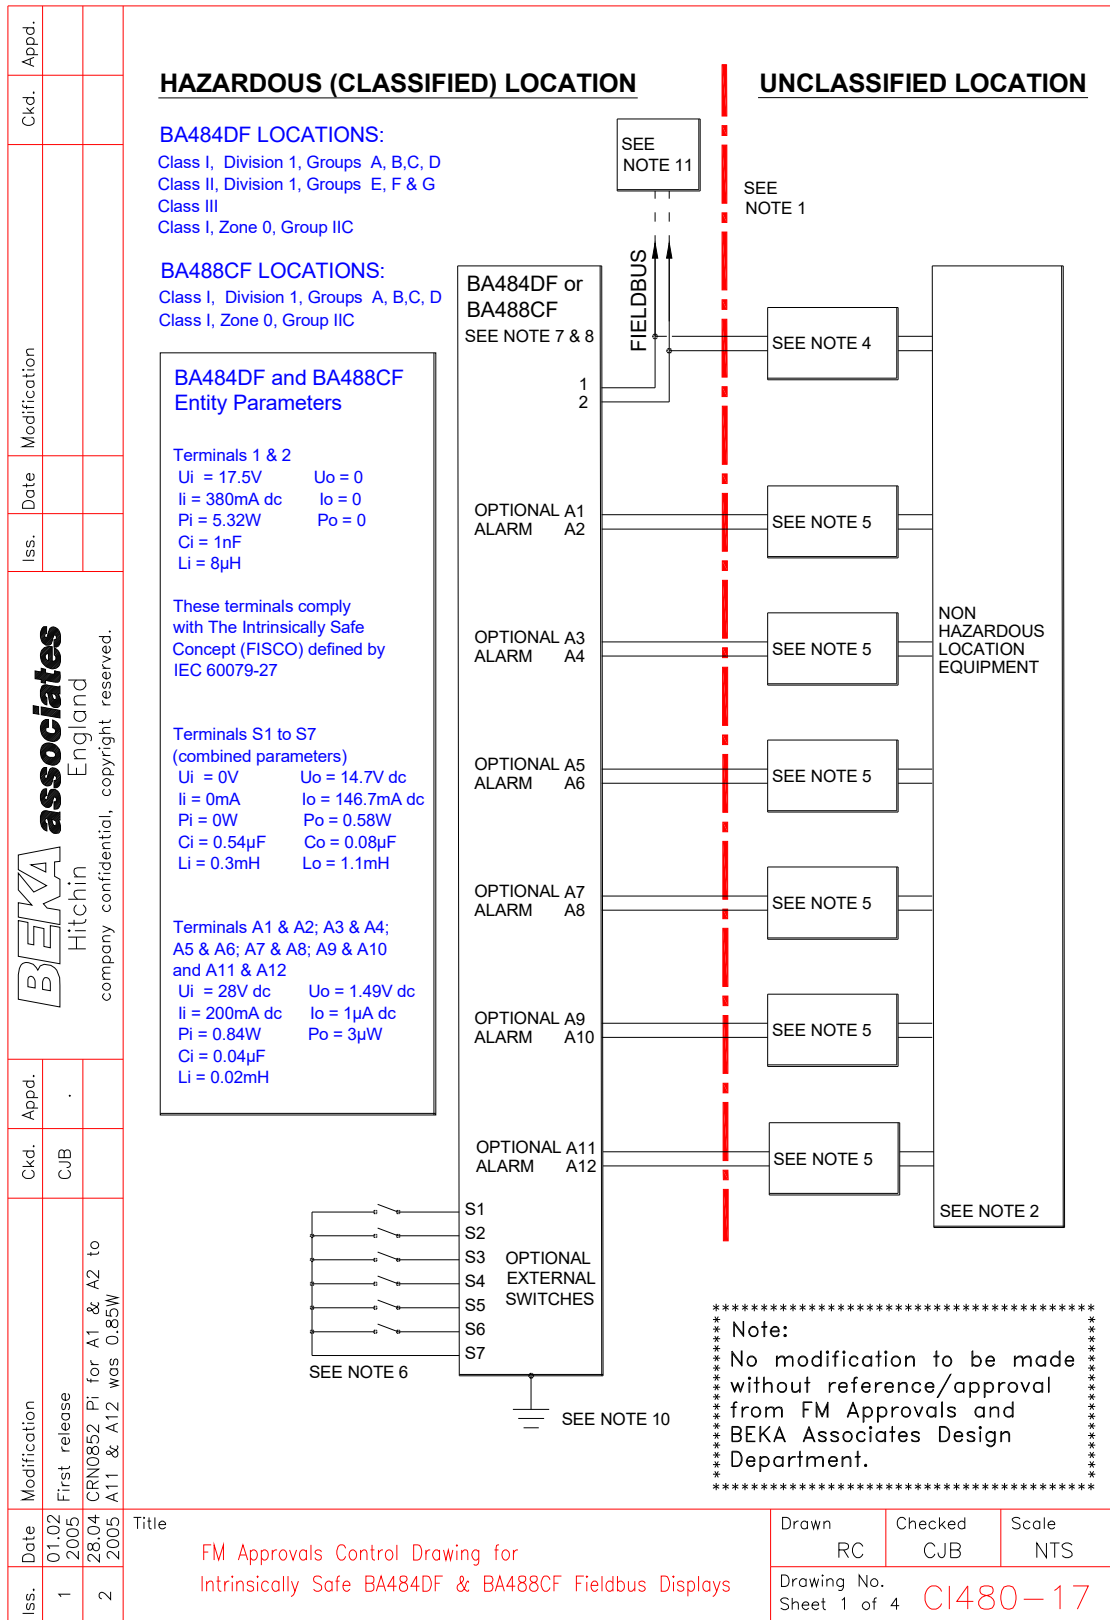 HAZARDOUS (CLASSIFIED) LOCATION
UNCLASSIFIED LOCATION
BA484DF LOCATIONS:
Class I, Division 1, Groups A, B,C, D
Class II, Division 1, Groups E, F & G
Class III
Class I, Zone 0, Group IIC
BA488CF LOCATIONS:
Class I, Division 1, Groups A, B,C, D
Class I, Zone 0, Group IIC
BA484DF and BA488CF
Entity Parameters
Terminals 1 & 2
Ui = 17.5V Uo = 0
Ii = 380mA dc Io = 0
Pi = 5.32W Po = 0
Ci = 1nF
Li = 8µH
These terminals comply
with The Intrinsically Safe
Concept (FISCO) defined by
IEC 60079-27
Terminals S1 to S7
(combined parameters)
Ui = 0V Uo = 14.7V dc
Ii = 0mA Io = 146.7mA dc
Pi = 0W Po = 0.58W
Ci = 0.54µF Co = 0.08µF
Li = 0.3mH Lo = 1.1mH
Terminals A1 & A2; A3 & A4;
A5 & A6; A7 & A8; A9 & A10
and A11 & A12
Ui = 28V dc Uo = 1.49V dc
Ii = 200mA dc Io = 1µA dc
Pi = 0.84W Po = 3µW
Ci = 0.04µF
Li = 0.02mH
SEE
NOTE 11
SEE
NOTE 1
FIELDBUS
BA484DF or
BA488CF
SEE NOTE 7 & 8
1
2
SEE NOTE 4
OPTIONAL A1
ALARM A2
SEE NOTE 5
OPTIONAL A3
ALARM A4
SEE NOTE 5
OPTIONAL A5
ALARM A6
SEE NOTE 5
OPTIONAL A7
ALARM A8
SEE NOTE 5
OPTIONAL A9
ALARM A10
SEE NOTE 5
OPTIONAL A11
ALARM A12
SEE NOTE 5
NON
HAZARDOUS
LOCATION
EQUIPMENT
SEE NOTE 2
S1
S2
S3
S4
S5
S6
S7
OPTIONAL
EXTERNAL
SWITCHES
SEE NOTE 6
SEE NOTE 10
Note:
No modification to be made
without reference/approval
from FM Approvals and
BEKA Associates Design
Department.
Title
FM Approvals Control Drawing for
Intrinsically Safe BA484DF & BA488CF Fieldbus Displays
Drawn
RC
Checked
CJB
Scale
NTS
Drawing No.
Sheet 1 of 4
CI480-17
Iss. Date Modification Ckd. Appd.
1 01.02 2005 First release CJB .
2 28.04 2005 CRN0852 Pi for A1 & A2 to
A11 & A12 was 0.85W
BEKA associates
Hitchin England
company confidential, copyright reserved.
Iss. Date Modification Ckd. Appd.